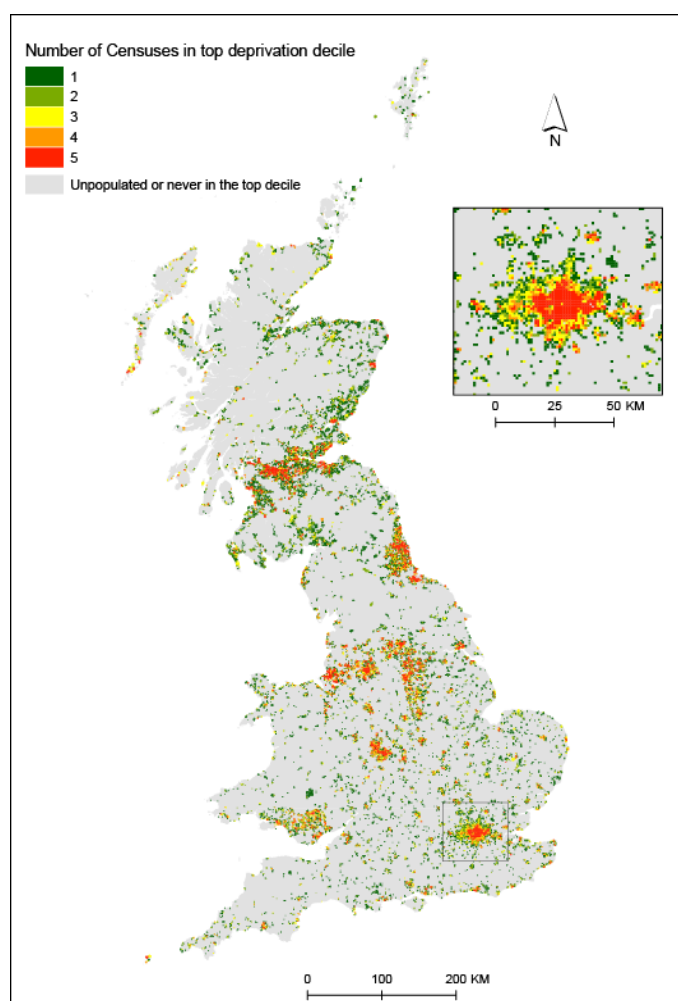 Number of Censuses in top deprivation decile
1
2
3
4
5
Unpopulated or never in the top decile
N
0 25 50 KM
0 100 200 KM